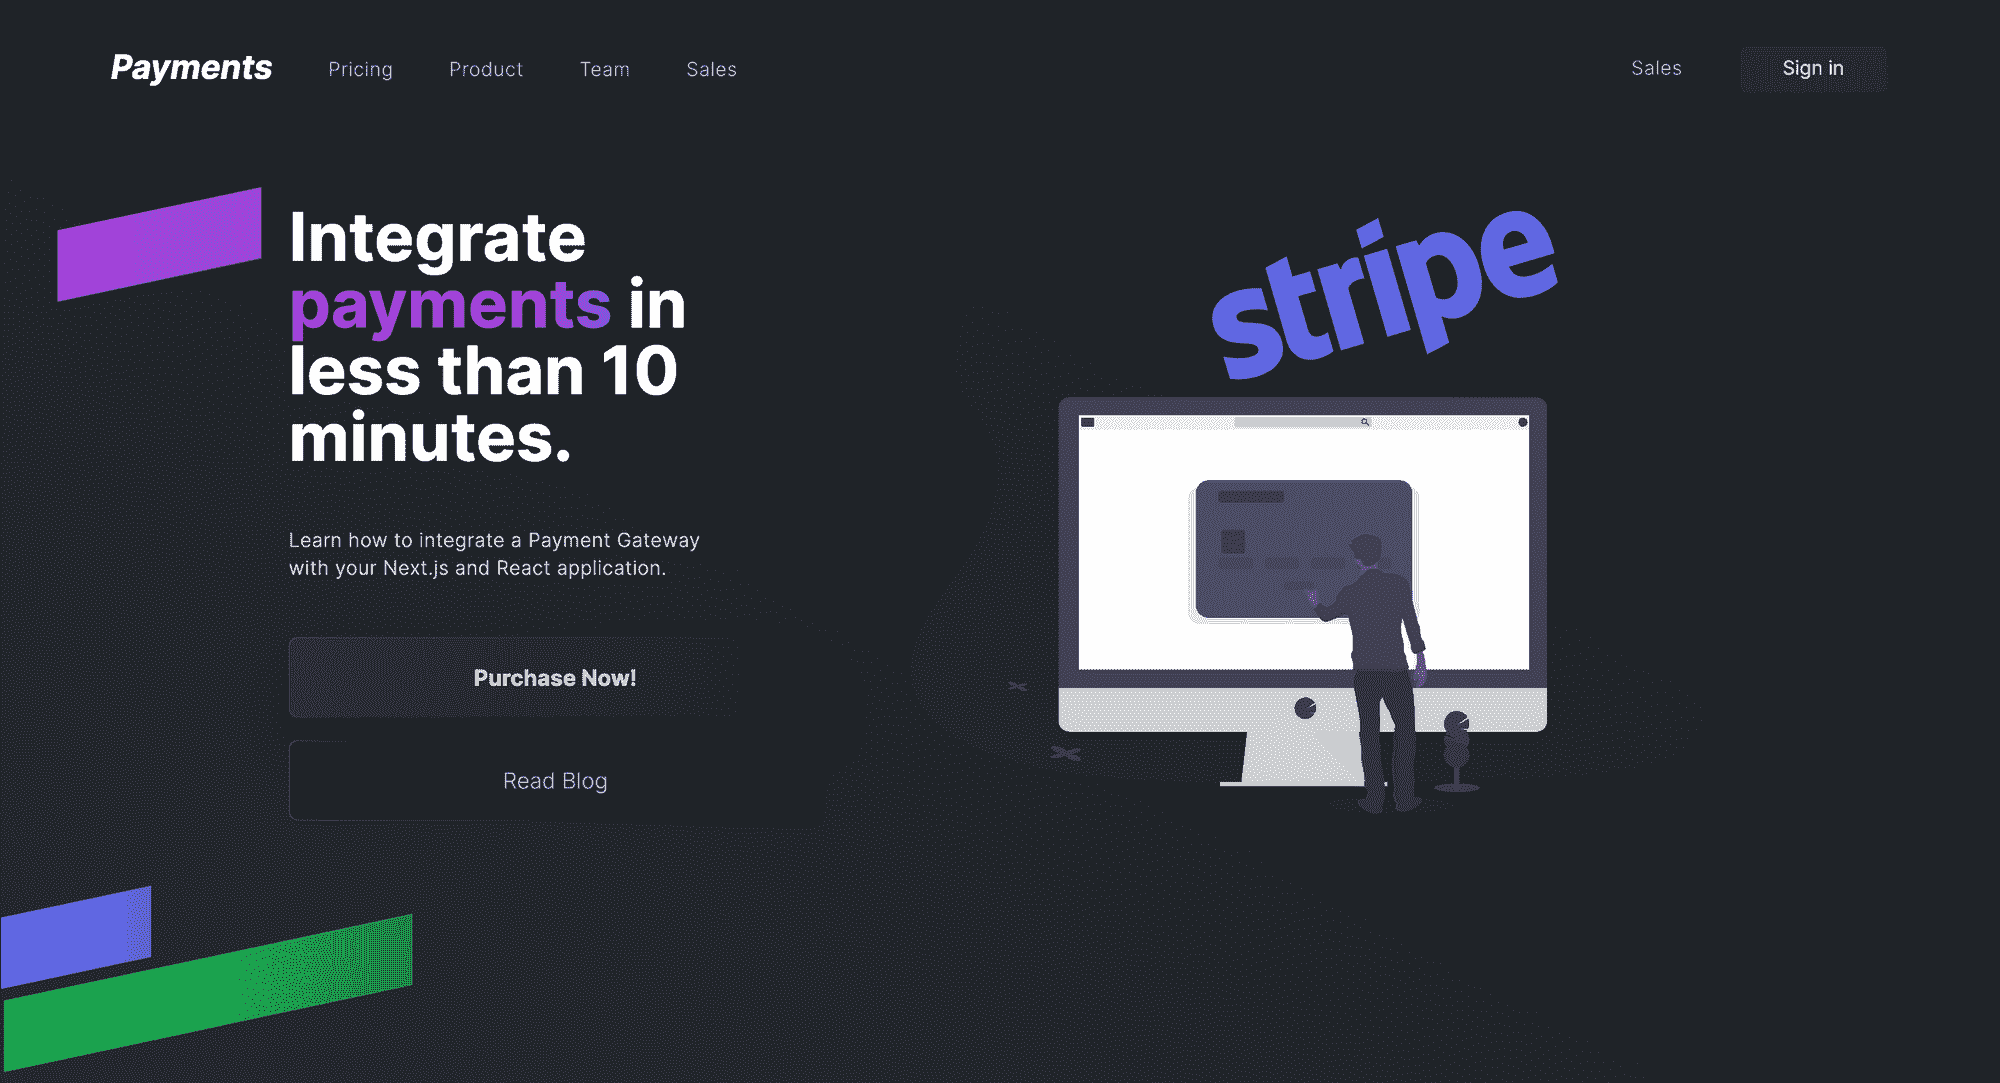 Payments
Pricing
Product
Team
Sales
Sales
Sign in
Integrate
payments in
less than 10
minutes.
Learn how to integrate a Payment Gateway
with your Next.js and React application.
Purchase Now!
Read Blog
stripe